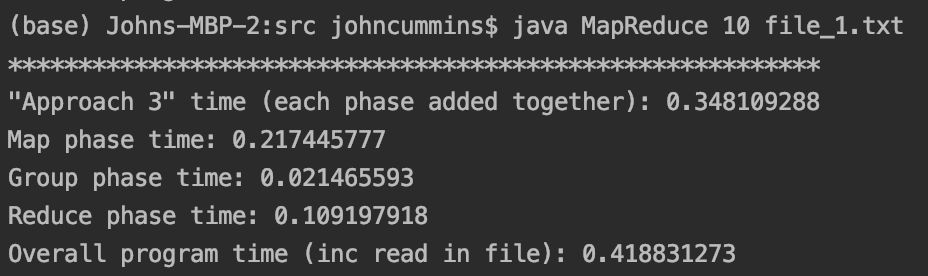 (base) Johns-MBP-2:src johncummins$ java MapReduce 10 file_1.txt
**********************************************************
"Approach 3" time (each phase added together): 0.348109288
Map phase time: 0.217445777
Group phase time: 0.021465593
Reduce phase time: 0.109197918
Overall program time (inc read in file): 0.418831273